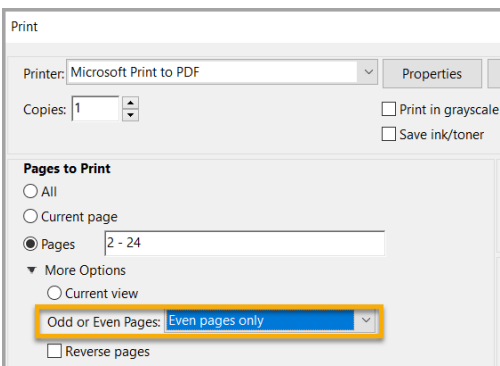 Print
Printer: Microsoft Print to PDF Properties
Copies: 1 Print in grayscale
Save ink/toner
Pages to Print
All
Current page
Pages 2 - 24
More Options
Current view
Odd or Even Pages: Even pages only
Reverse pages